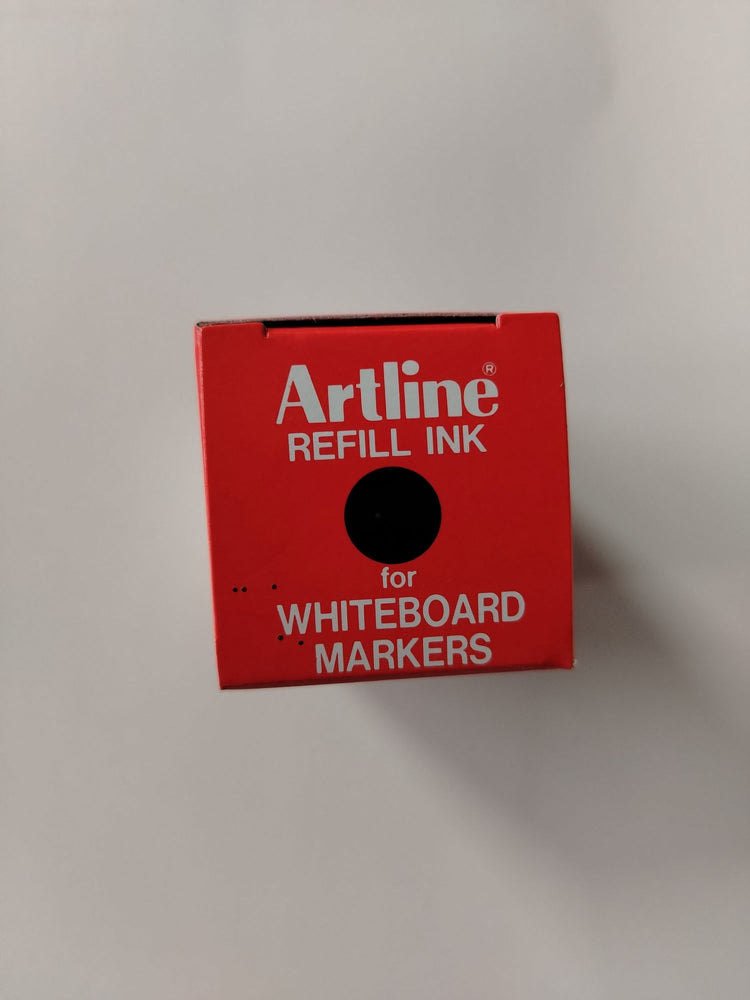 Artline®
REFILL INK
for
WHITEBOARD
MARKERS